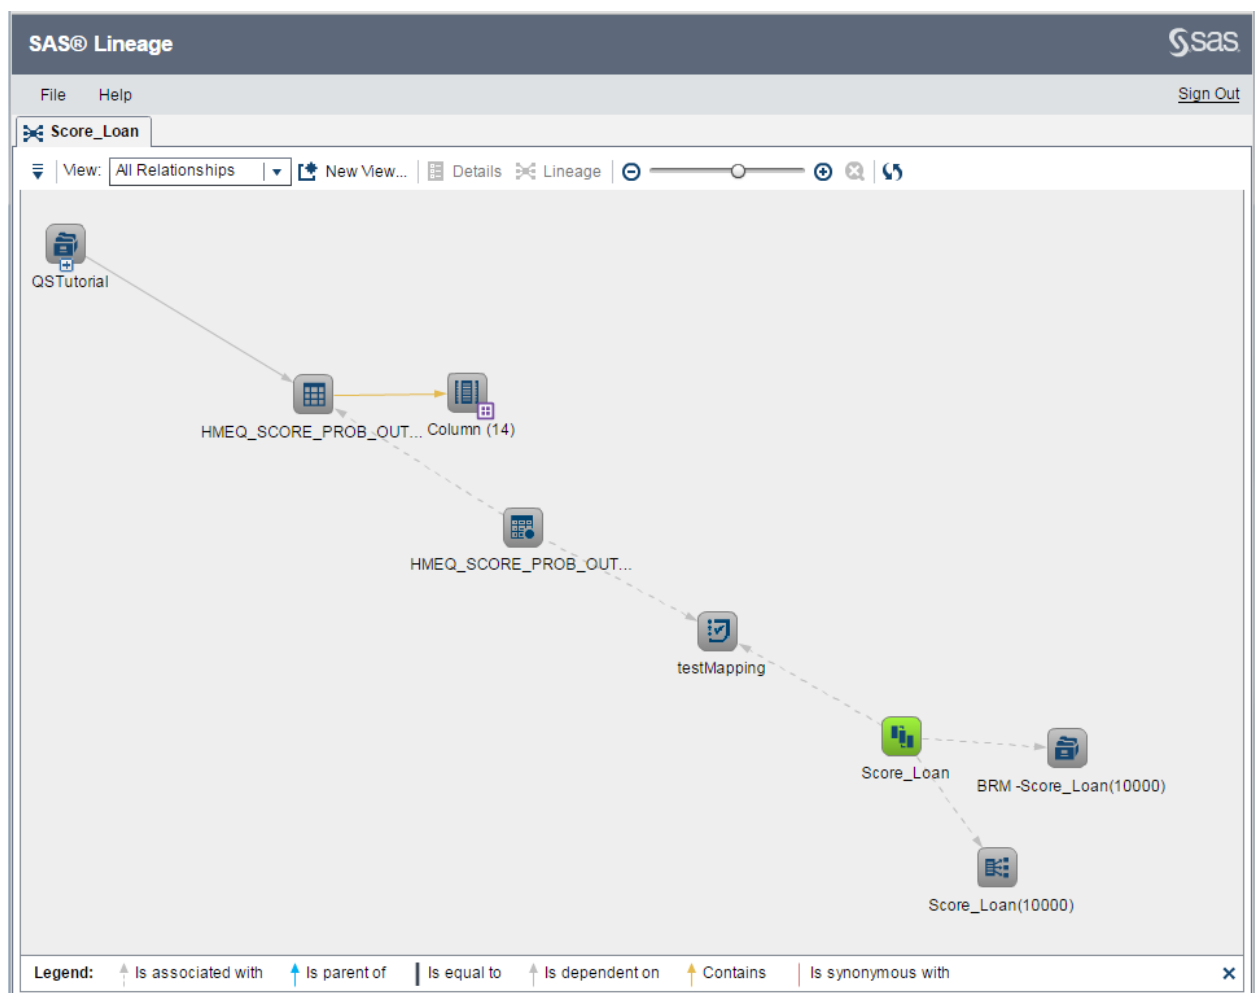 SAS® Lineage
sas
File Help
Sign Out
Score_Loan
View: All Relationships New View... Details Lineage
QSTutorial
HMEQ_SCORE_PROB_OUT... Column (14)
HMEQ_SCORE_PROB_OUT...
testMapping
Score_Loan
BRM -Score_Loan(10000)
Score_Loan(10000)
Legend: Is associated with Is parent of Is equal to Is dependent on Contains Is synonymous with